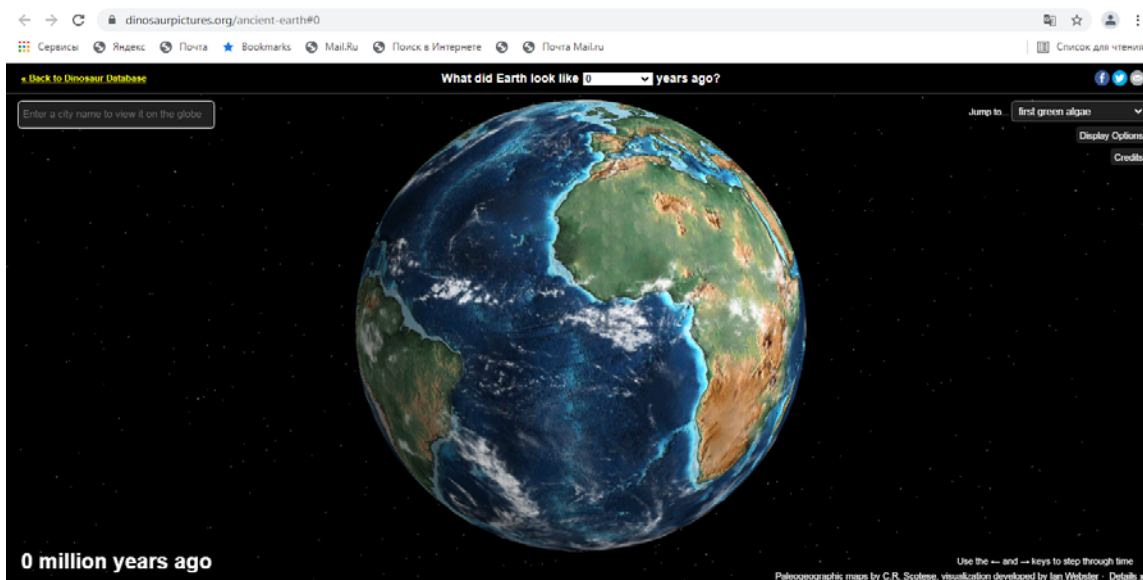 dinosaurpictures.org/ancient-earth#0
Сервисы Яндекс Почта Bookmarks Mail.Ru Поиск в Интернете Почта Mail.ru Список для чтения
« Back to Dinosaur Database What did Earth look like 0 years ago?
Enter a city name to view it on the globe Jump to... first green algae
Display Options
Credits
0 million years ago
Use the ← and → keys to step through time
Paleogeographic maps by C.R. Scotese, visualization developed by Ian Webster · Details